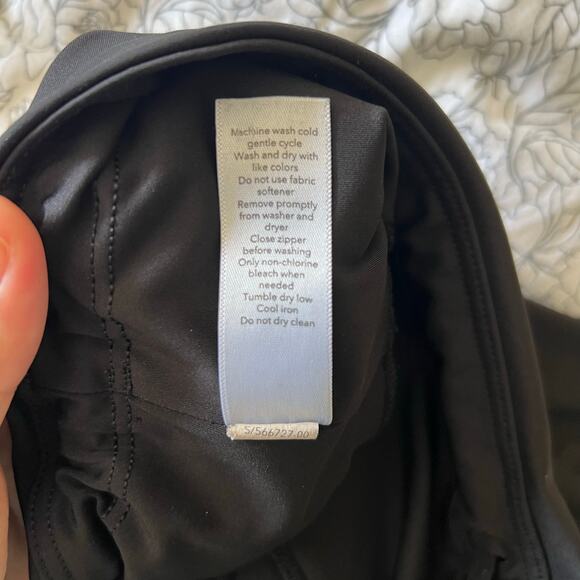 Machine wash cold
gentle cycle
Wash and dry with
like colors
Do not use fabric
softener
Remove promptly
from washer and
dryer
Close zipper
before washing
Only non-chlorine
bleach when
needed
Tumble dry low
Cool iron
Do not dry clean
S/566727.00